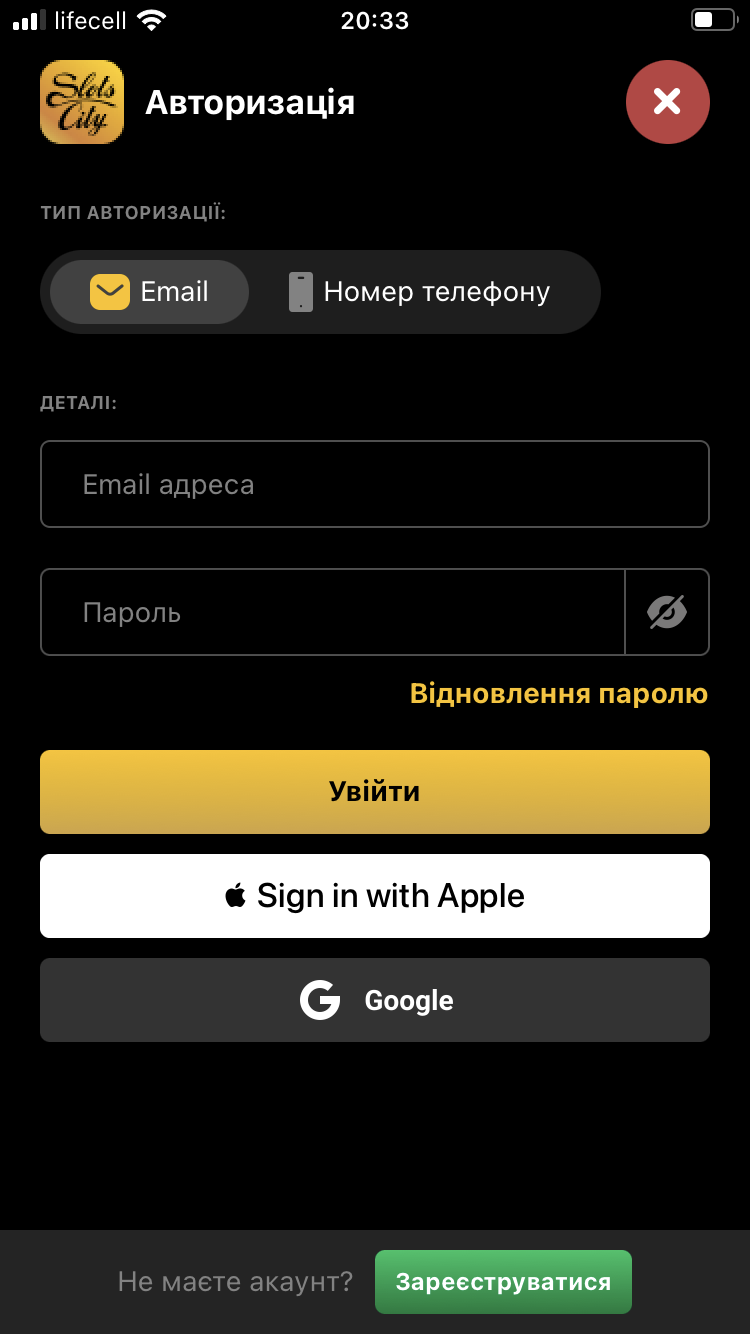 lifecell 20:33
Slots
City
Авторизація
ТИП АВТОРИЗАЦІЇ:
Email Номер телефону
ДЕТАЛІ:
Email адреса
Пароль
Відновлення паролю
Увійти
Sign in with Apple
Google
Не маєте акаунт? Зареєструватися